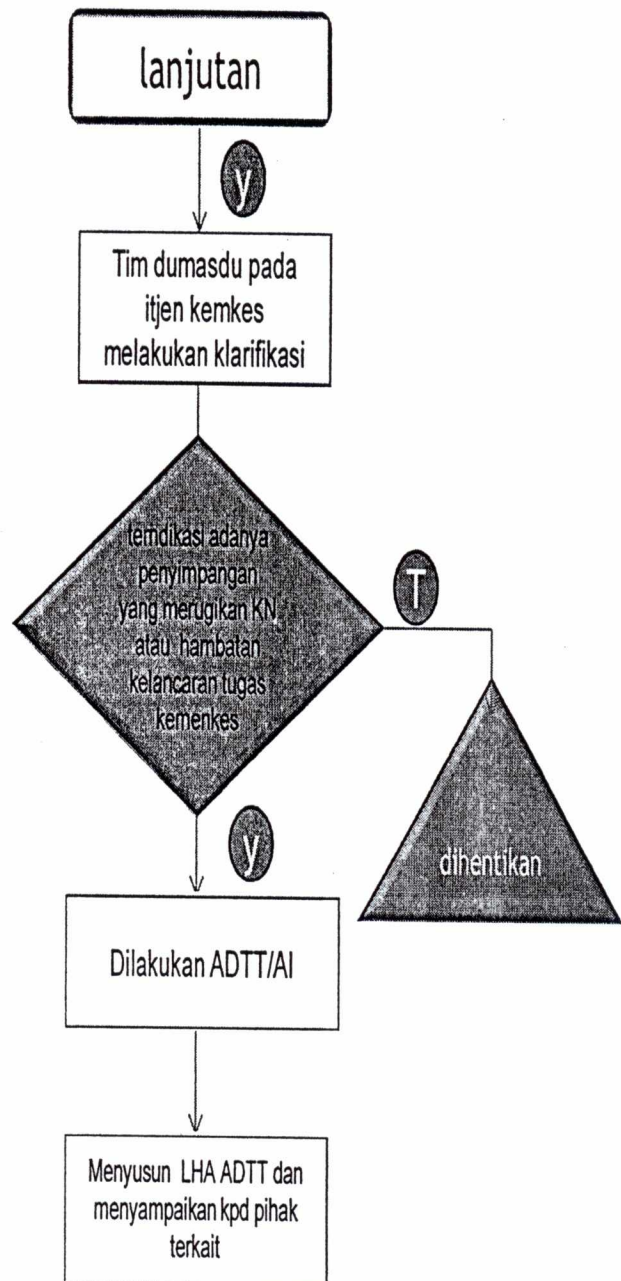 lanjutan
y
Tim dumasdu pada
itjen kemkes
melakukan klarifikasi
terndikasi adanya
penyimpangan
yang merugikan KN
atau hambatan
kelancaran tugas
kemenkes
T
dihentikan
y
Dilakukan ADTT/AI
Menyusun LHA ADTT dan
menyampaikan kpd pihak
terkait